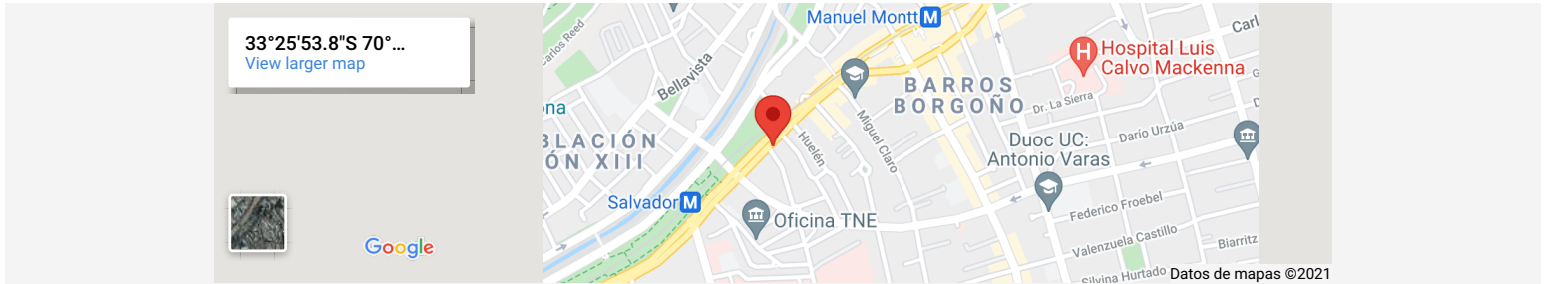 33°25'53.8"S 70°...
View larger map
Google
Carlos Reed
Bellavista
Manuel Montt M
Hospital Luis
Calvo Mackenna
BARROS
BORGOÑO
Dr. La Sierra
Darío Urzúa
Duoc UC:
Antonio Varas
Miguel Claro
Huelén
BLACIÓN
ÓN XIII
Salvador M
Oficina TNE
Federico Froebel
Valenzuela Castillo
Biarritz
Silvina Hurtado
Datos de mapas ©2021